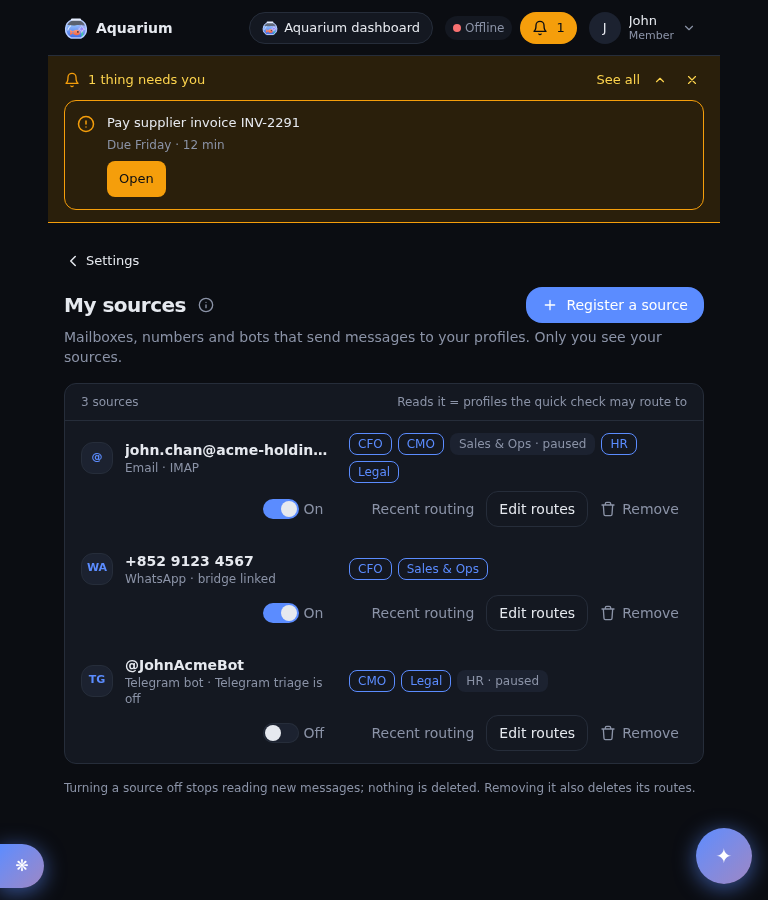 Aquarium
Aquarium dashboard
Offline
1
J
John
Member
1 thing needs you
See all
Pay supplier invoice INV-2291
Due Friday · 12 min
Open
Settings
My sources
Register a source
Mailboxes, numbers and bots that send messages to your profiles. Only you see your
sources.
3 sources
Reads it = profiles the quick check may route to
@
john.chan@acme-holdin…
Email · IMAP
CFO
CMO
Sales & Ops · paused
HR
Legal
On
Recent routing
Edit routes
Remove
WA
+852 9123 4567
WhatsApp · bridge linked
CFO
Sales & Ops
On
Recent routing
Edit routes
Remove
TG
@JohnAcmeBot
Telegram bot · Telegram triage is
off
CMO
Legal
HR · paused
Off
Recent routing
Edit routes
Remove
Turning a source off stops reading new messages; nothing is deleted. Removing it also deletes its routes.